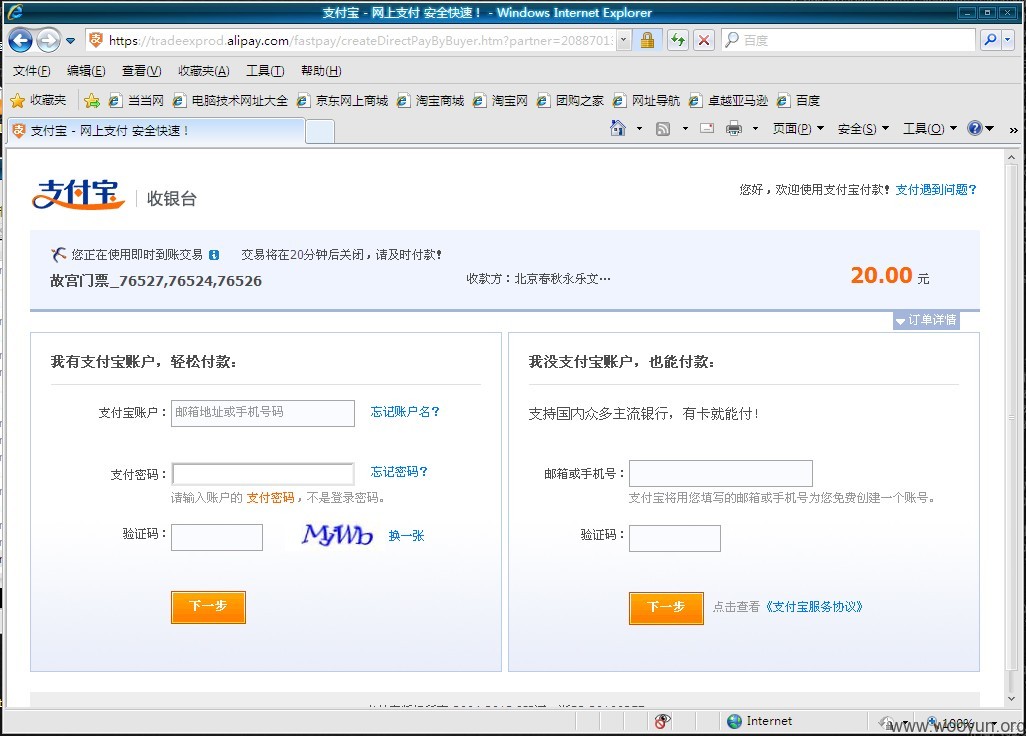 支付宝 - 网上支付 安全快速！ - Windows Internet Explorer
https://tradeexprod.alipay.com/fastpay/createDirectPayByBuyer.htm?partner=2088701 百度
文件(F) 编辑(E) 查看(V) 收藏夹(A) 工具(T) 帮助(H)
收藏夹 当当网 电脑技术网址大全 京东网上商城 淘宝商城 淘宝网 团购之家 网址导航 卓越亚马逊 百度
支付宝 - 网上支付 安全快速！ 页面(P) 安全(S) 工具(O) »
支付宝 收银台 您好，欢迎使用支付宝付款！ 支付遇到问题？
您正在使用即时到账交易 交易将在20分钟后关闭，请及时付款！
故宫门票_76527,76524,76526 收款方：北京春秋永乐文… 20.00 元
订单详情
我有支付宝账户，轻松付款：
支付宝账户： 邮箱地址或手机号码 忘记账户名？
支付密码： 忘记密码？
请输入账户的 支付密码，不是登录密码。
验证码： MyWb 换一张
下一步
我没支付宝账户，也能付款：
支持国内众多主流银行，有卡就能付！
邮箱或手机号：
支付宝将用您填写的邮箱或手机号为您免费创建一个账号。
验证码：
下一步 点击查看《支付宝服务协议》
Internet 100%
www.wooyun.org